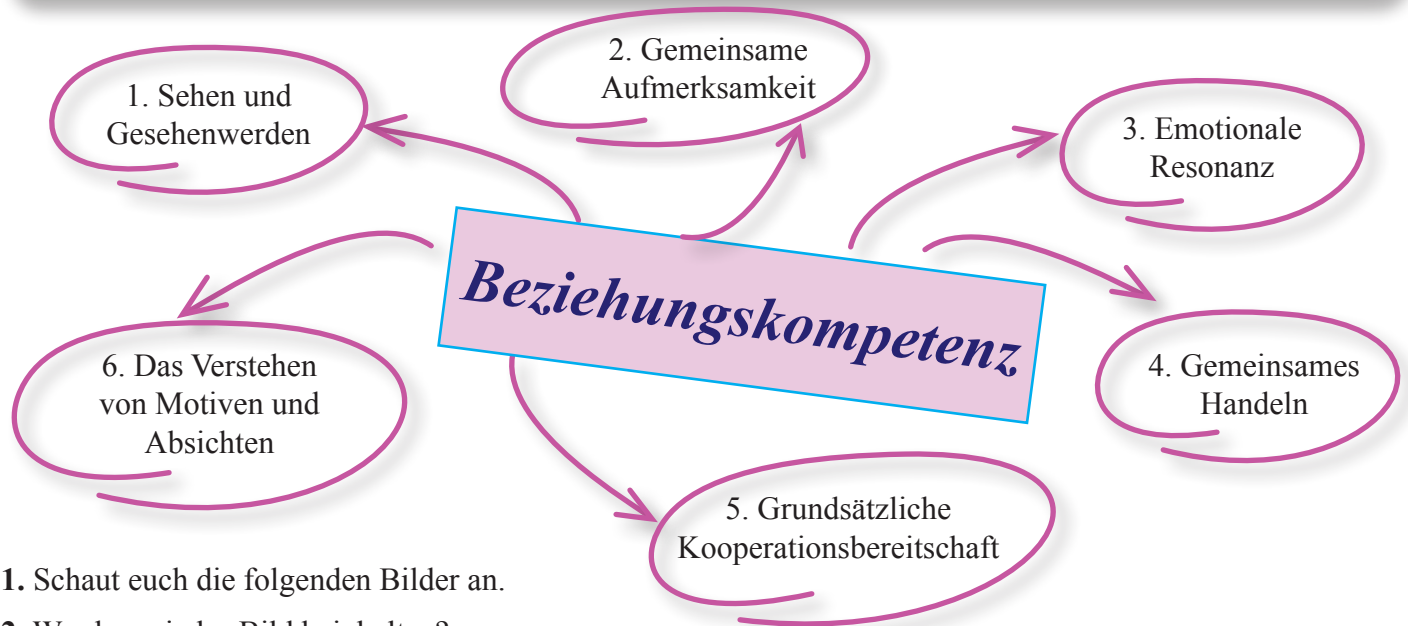 1. Sehen und
Gesehenwerden
2. Gemeinsame
Aufmerksamkeit
3. Emotionale
Resonanz
Beziehungskompetenz
6. Das Verstehen
von Motiven und
Absichten
4. Gemeinsames
Handeln
5. Grundsätzliche
Kooperationsbereitschaft
1. Schaut euch die folgenden Bilder an.